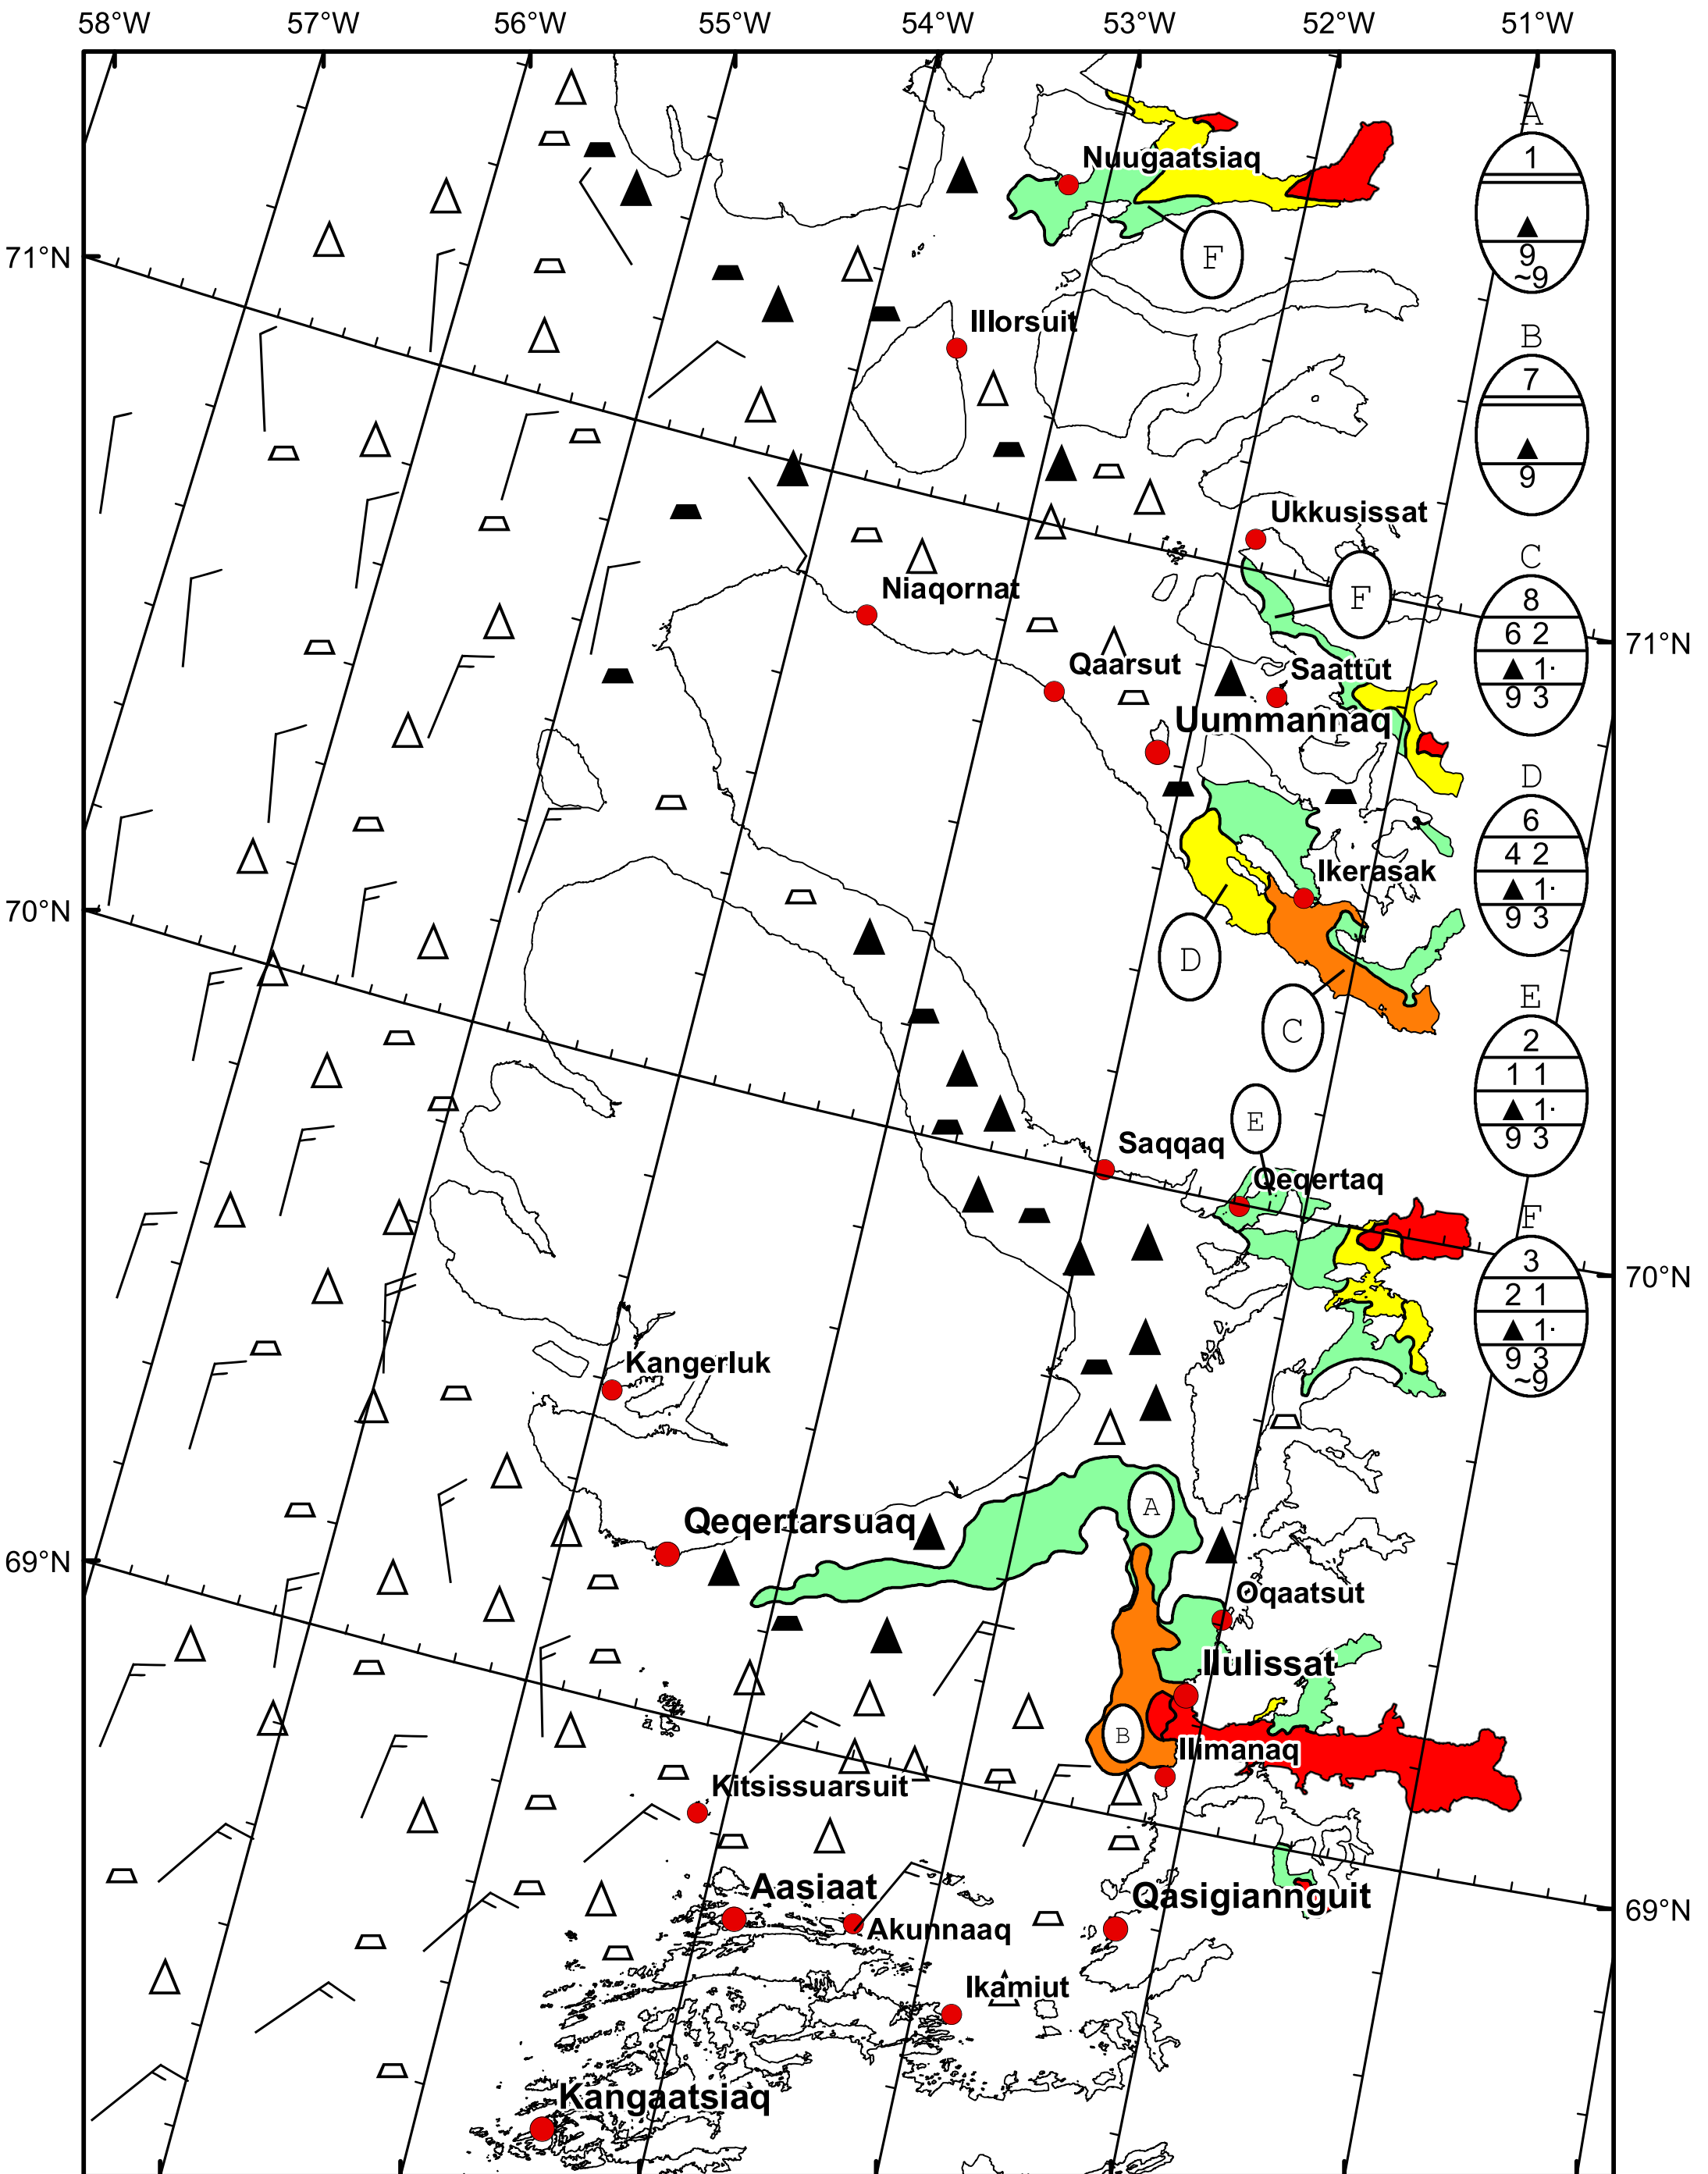 58°W 57°W 56°W 55°W 54°W 53°W 52°W 51°W
A
1
9
~9
Nuugaatsiaq
F
71°N
Illorsuit
B
7
9
Ukkusissat
C
8
6 2
1·
9 3
F
Niaqornat
71°N
Qaarsut
Saattut
Uummannaq
D
6
4 2
1·
9 3
Ikerasak
70°N
D
C
E
2
1 1
1·
9 3
E
Saqqaq
Qeqertaq
F
3
2 1
1·
9 3
~9
70°N
Kangerluk
A
Qeqertarsuaq
69°N
Oqaatsut
Ilulissat
B
Ilimanaq
Kitsissuarsuit
Aasiaat
Qasigiannguit
69°N
Akunnaaq
Ikamiut
Kangaatsiaq